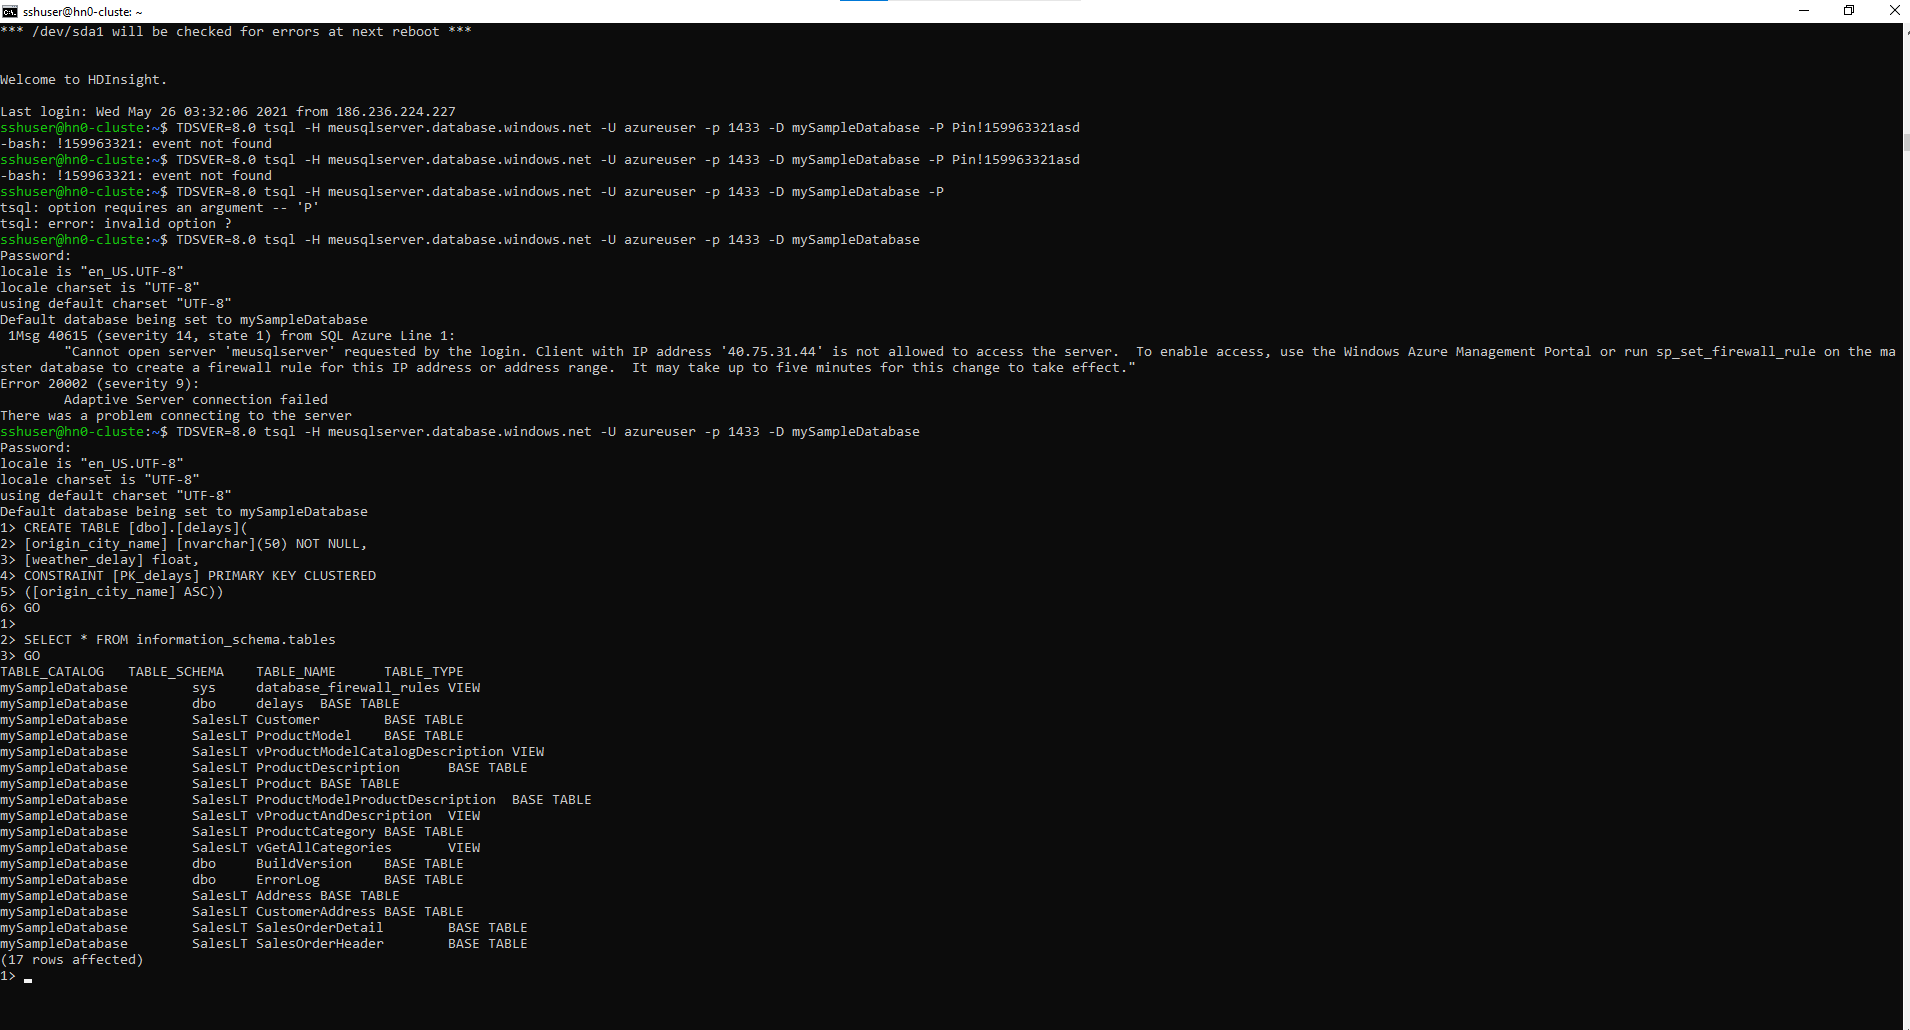 sshuser@hn0-cluste: ~
*** /dev/sda1 will be checked for errors at next reboot ***
Welcome to HDInsight.
Last login: Wed May 26 03:32:06 2021 from 186.236.224.227
sshuser@hn0-cluste:~$ TDSVER=8.0 tsql -H meusqlserver.database.windows.net -U azureuser -p 1433 -D mySampleDatabase -P Pin!159963321asd
-bash: !159963321: event not found
sshuser@hn0-cluste:~$ TDSVER=8.0 tsql -H meusqlserver.database.windows.net -U azureuser -p 1433 -D mySampleDatabase -P Pin!159963321asd
-bash: !159963321: event not found
sshuser@hn0-cluste:~$ TDSVER=8.0 tsql -H meusqlserver.database.windows.net -U azureuser -p 1433 -D mySampleDatabase -P
tsql: option requires an argument -- 'P'
tsql: error: invalid option ?
sshuser@hn0-cluste:~$ TDSVER=8.0 tsql -H meusqlserver.database.windows.net -U azureuser -p 1433 -D mySampleDatabase
Password:
locale is "en_US.UTF-8"
locale charset is "UTF-8"
using default charset "UTF-8"
Default database being set to mySampleDatabase
 1Msg 40615 (severity 14, state 1) from SQL Azure Line 1:
        "Cannot open server 'meusqlserver' requested by the login. Client with IP address '40.75.31.44' is not allowed to access the server.  To enable access, use the Windows Azure Management Portal or run sp_set_firewall_rule on the ma
ster database to create a firewall rule for this IP address or address range.  It may take up to five minutes for this change to take effect."
Error 20002 (severity 9):
        Adaptive Server connection failed
There was a problem connecting to the server
sshuser@hn0-cluste:~$ TDSVER=8.0 tsql -H meusqlserver.database.windows.net -U azureuser -p 1433 -D mySampleDatabase
Password:
locale is "en_US.UTF-8"
locale charset is "UTF-8"
using default charset "UTF-8"
Default database being set to mySampleDatabase
1> CREATE TABLE [dbo].[delays](
2> [origin_city_name] [nvarchar](50) NOT NULL,
3> [weather_delay] float,
4> CONSTRAINT [PK_delays] PRIMARY KEY CLUSTERED
5> ([origin_city_name] ASC))
6> GO
1>
2> SELECT * FROM information_schema.tables
3> GO
TABLE_CATALOG   TABLE_SCHEMA    TABLE_NAME      TABLE_TYPE
mySampleDatabase        sys     database_firewall_rules VIEW
mySampleDatabase        dbo     delays  BASE TABLE
mySampleDatabase        SalesLT Customer        BASE TABLE
mySampleDatabase        SalesLT ProductModel    BASE TABLE
mySampleDatabase        SalesLT vProductModelCatalogDescription VIEW
mySampleDatabase        SalesLT ProductDescription      BASE TABLE
mySampleDatabase        SalesLT Product BASE TABLE
mySampleDatabase        SalesLT ProductModelProductDescription  BASE TABLE
mySampleDatabase        SalesLT vProductAndDescription  VIEW
mySampleDatabase        SalesLT ProductCategory BASE TABLE
mySampleDatabase        SalesLT vGetAllCategories       VIEW
mySampleDatabase        dbo     BuildVersion    BASE TABLE
mySampleDatabase        dbo     ErrorLog        BASE TABLE
mySampleDatabase        SalesLT Address BASE TABLE
mySampleDatabase        SalesLT CustomerAddress BASE TABLE
mySampleDatabase        SalesLT SalesOrderDetail        BASE TABLE
mySampleDatabase        SalesLT SalesOrderHeader        BASE TABLE
(17 rows affected)
1>